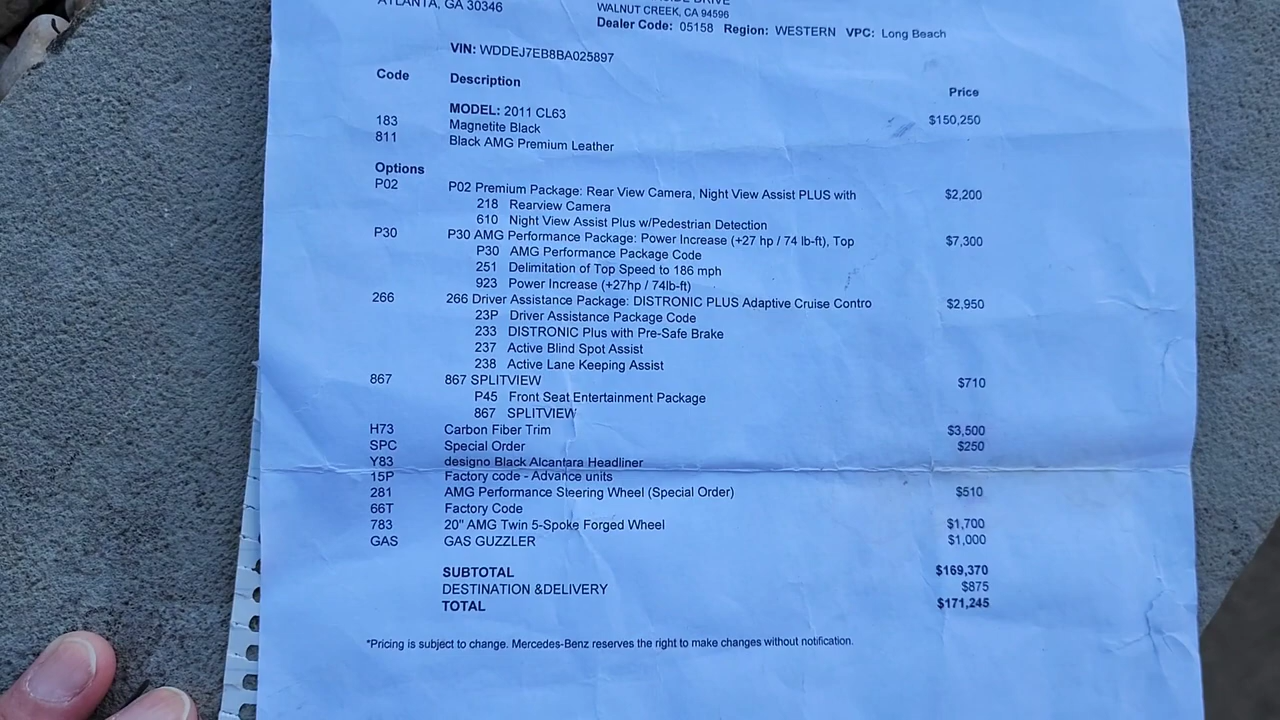 ATLANTA, GA 30346
WALNUT CREEK, CA 94596
Dealer Code: 05158 Region: WESTERN VPC: Long Beach
VIN: WDDEJ7EB8BA025897
Code Description Price
MODEL: 2011 CL63 $150,250
183 Magnetite Black
811 Black AMG Premium Leather
Options
P02 P02 Premium Package: Rear View Camera, Night View Assist PLUS with $2,200
218 Rearview Camera
610 Night View Assist Plus w/Pedestrian Detection
P30 P30 AMG Performance Package: Power Increase (+27 hp / 74 lb-ft), Top $7,300
P30 AMG Performance Package Code
251 Delimitation of Top Speed to 186 mph
923 Power Increase (+27hp / 74lb-ft)
266 266 Driver Assistance Package: DISTRONIC PLUS Adaptive Cruise Contro $2,950
23P Driver Assistance Package Code
233 DISTRONIC Plus with Pre-Safe Brake
237 Active Blind Spot Assist
238 Active Lane Keeping Assist
867 867 SPLITVIEW $710
P45 Front Seat Entertainment Package
867 SPLITVIEW
H73 Carbon Fiber Trim $3,500
SPC Special Order $250
Y83 designo Black Alcantara Headliner
15P Factory code - Advance units
281 AMG Performance Steering Wheel (Special Order) $510
66T Factory Code
783 20" AMG Twin 5-Spoke Forged Wheel $1,700
GAS GAS GUZZLER $1,000
SUBTOTAL $169,370
DESTINATION &DELIVERY $875
TOTAL $171,245
*Pricing is subject to change. Mercedes-Benz reserves the right to make changes without notification.